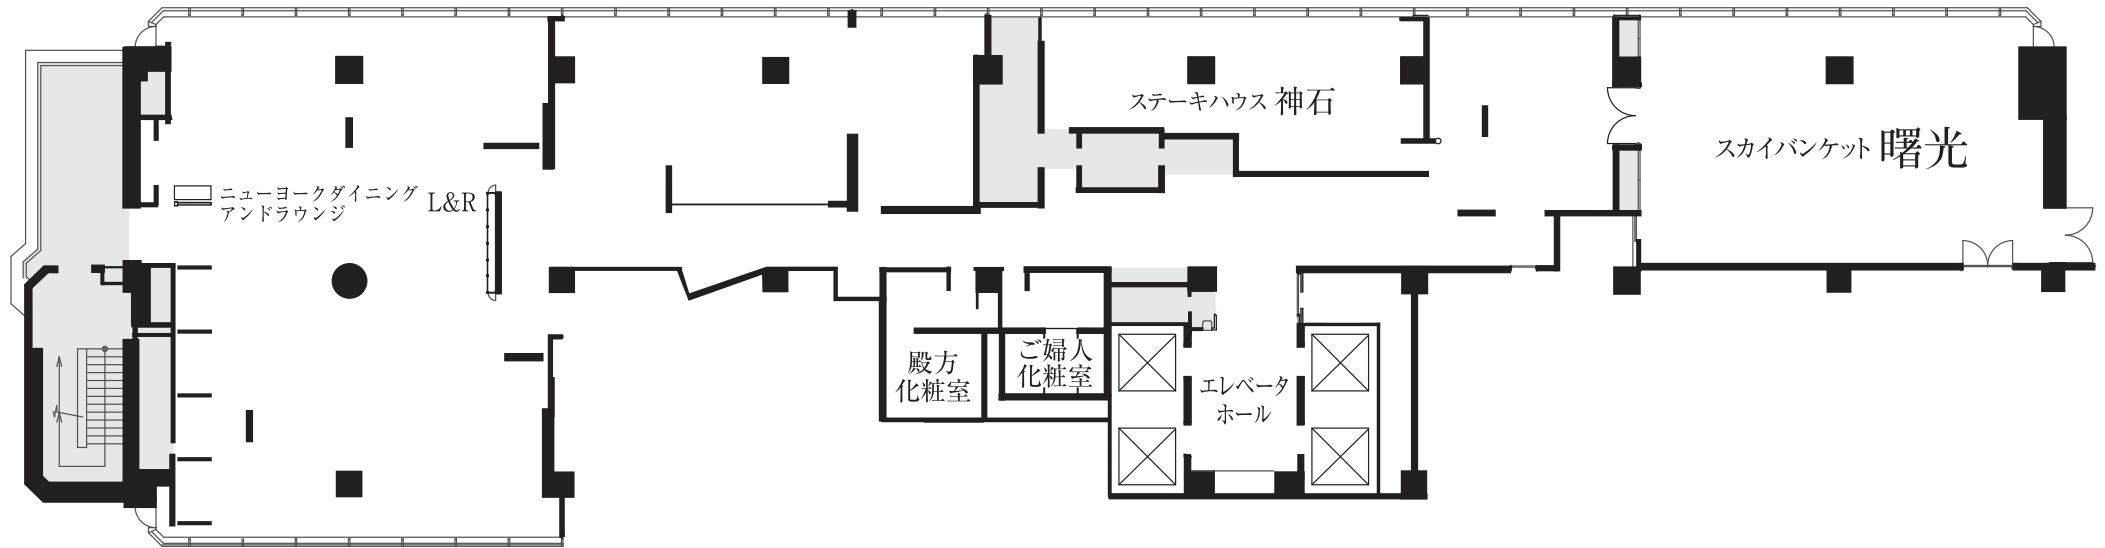 ステーキハウス 神石
スカイバンケット 曙光
ニューヨークダイニング
アンドラウンジ
L&R
殿方
化粧室
ご婦人
化粧室
エレベータ
ホール